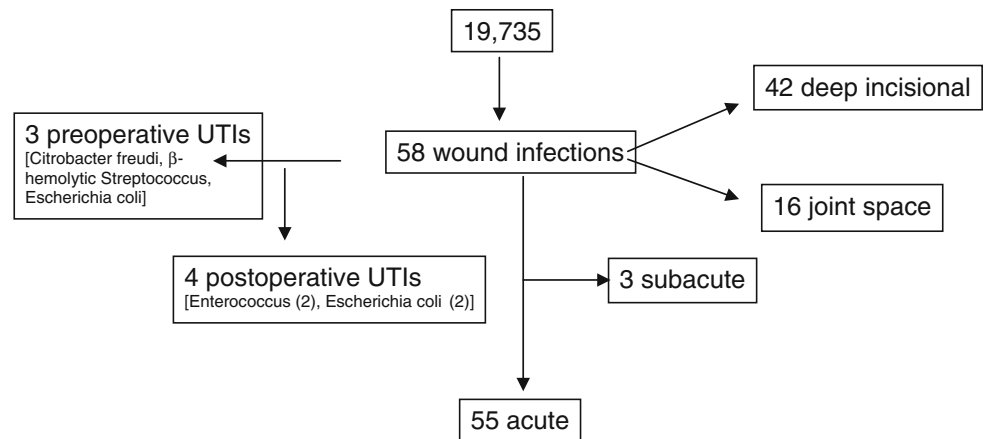 19,735
42 deep incisional
3 preoperative UTIs
[Citrobacter freudi, β-
hemolytic Streptococcus,
Escherichia coli]
58 wound infections
16 joint space
4 postoperative UTIs
[Enterococcus (2), Escherichia coli (2)]
3 subacute
55 acute